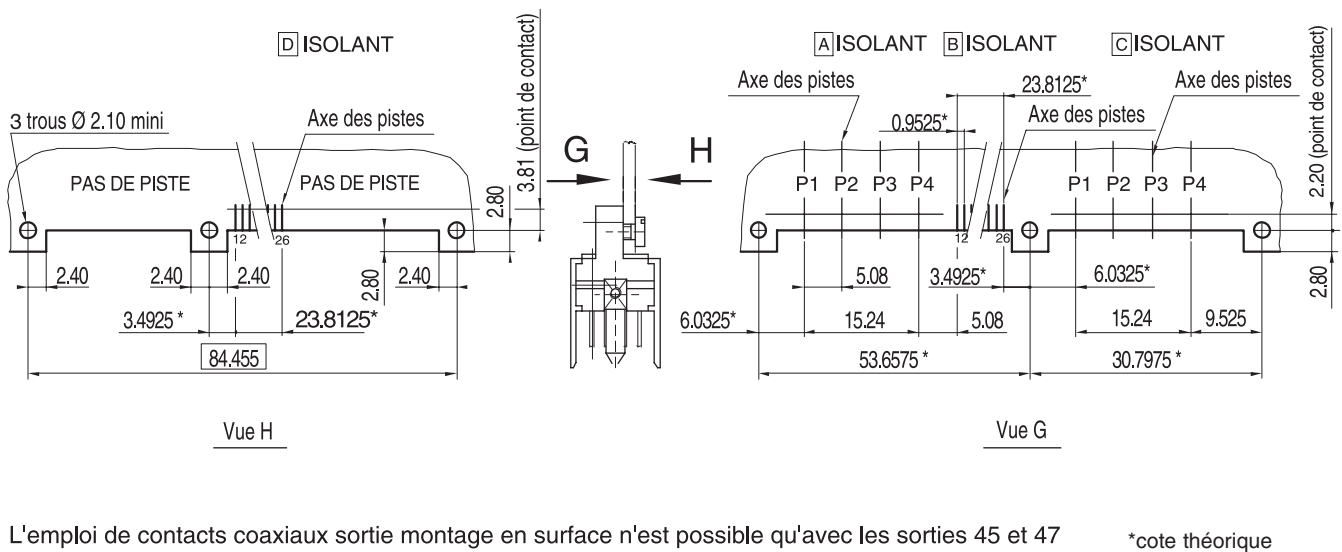 D ISOLANT
3 trous Ø 2.10 mini
Axe des pistes
PAS DE PISTE
PAS DE PISTE
12
26
2.40
2.40
2.40
2.80
2.40
2.80
3.81 (point de contact)
3.4925 *
23.8125*
84.455
Vue H
G
H
A ISOLANT
B ISOLANT
C ISOLANT
Axe des pistes
23.8125*
Axe des pistes
0.9525*
Axe des pistes
P1
P2
P3
P4
P1
P2
P3
P4
12
26
2.20 (point de contact)
2.80
5.08
3.4925*
6.0325*
6.0325*
15.24
5.08
15.24
9.525
53.6575 *
30.7975 *
Vue G
L'emploi de contacts coaxiaux sortie montage en surface n'est possible qu'avec les sorties 45 et 47
*cote théorique